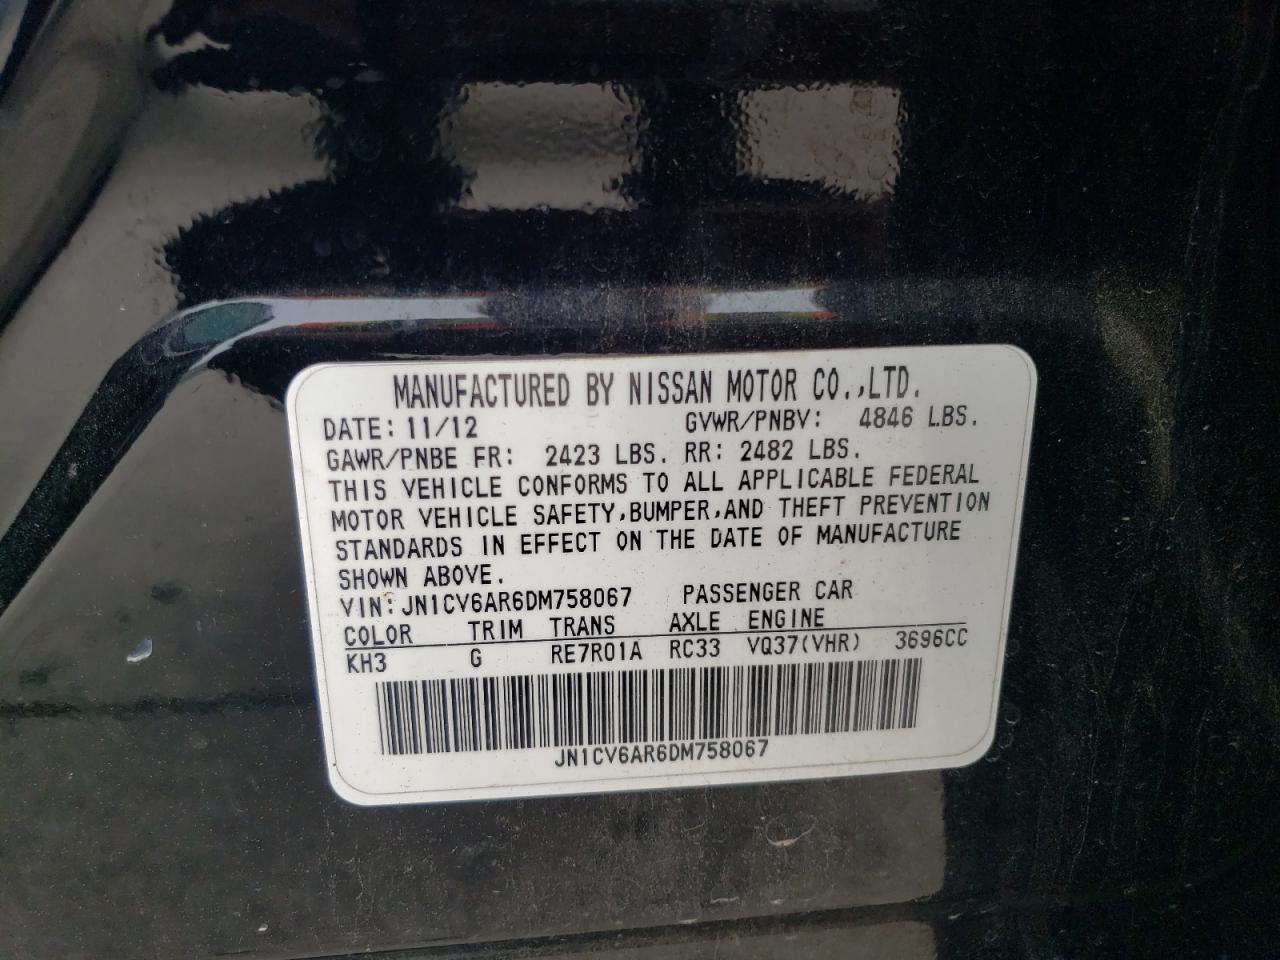 MANUFACTURED BY NISSAN MOTOR CO.,LTD.
DATE: 11/12 GVWR/PNBV: 4846 LBS.
GAWR/PNBE FR: 2423 LBS. RR: 2482 LBS.
THIS VEHICLE CONFORMS TO ALL APPLICABLE FEDERAL
MOTOR VEHICLE SAFETY,BUMPER,AND THEFT PREVENTION
STANDARDS IN EFFECT ON THE DATE OF MANUFACTURE
SHOWN ABOVE.
VIN:JN1CV6AR6DM758067 PASSENGER CAR
COLOR TRIM TRANS AXLE ENGINE
KH3 G RE7R01A RC33 VQ37(VHR) 3696CC
JN1CV6AR6DM758067